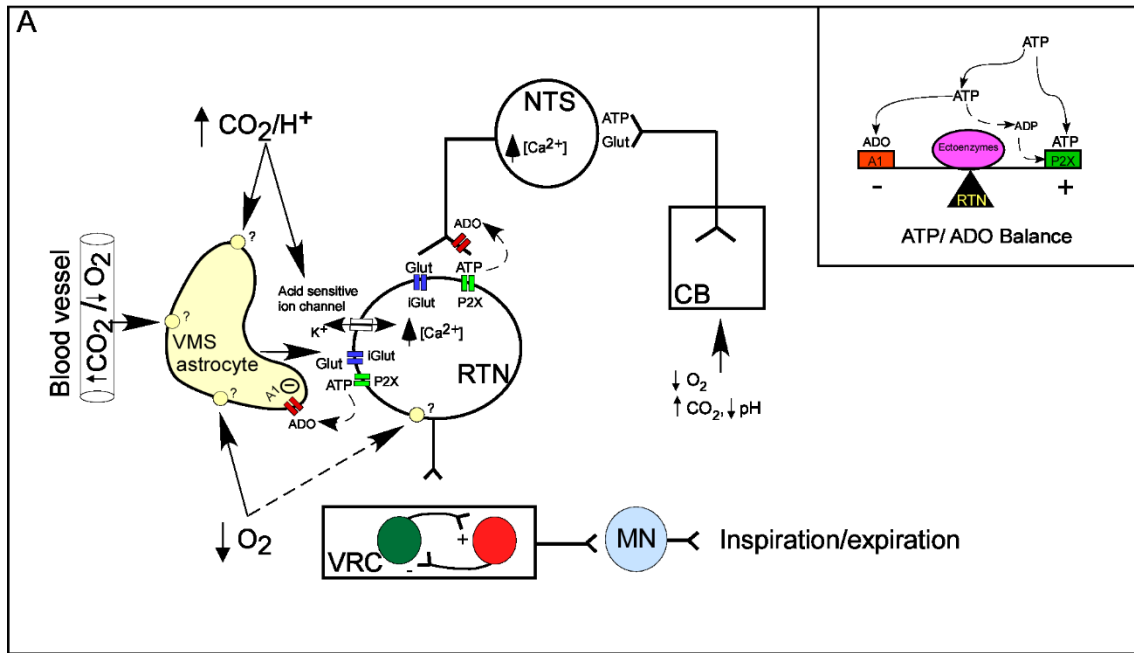 A
↑ CO2/H+
Blood vessel
↑CO2/↓O2
?
?
?
VMS
astrocyte
A1
ADO
Acid sensitive
ion channel
K+
[Ca2+]
Glut
iGlut
ATP
P2X
RTN
?
Glut
ATP
iGlut
P2X
ADO
NTS
[Ca2+]
ATP
Glut
CB
↓ O2
↑ CO2, ↓ pH
↓ O2
VRC
+
-
MN
Inspiration/expiration
ATP
ATP
ADP
ADO
ATP
A1
Ectoenzymes
P2X
-
+
RTN
ATP/ ADO Balance